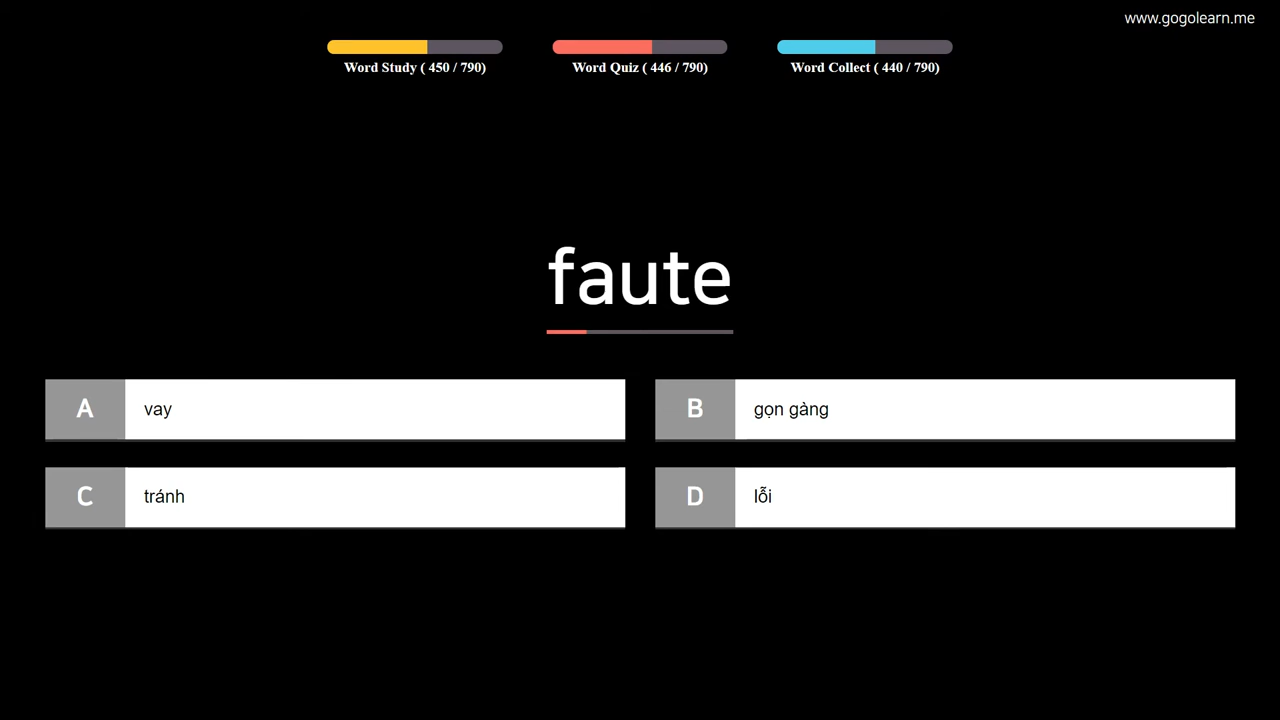 www.gogolearn.me
Word Study ( 450 / 790)
Word Quiz ( 446 / 790)
Word Collect ( 440 / 790)
faute
A vay
B gọn gàng
C tránh
D lỗi